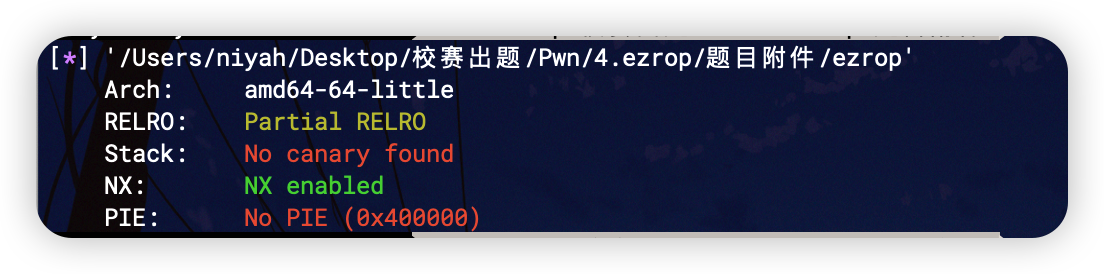 [*] '/Users/niyah/Desktop/校赛出题/Pwn/4.ezrop/题目附件/ezrop'
Arch: amd64-64-little
RELRO: Partial RELRO
Stack: No canary found
NX: NX enabled
PIE: No PIE (0x400000)